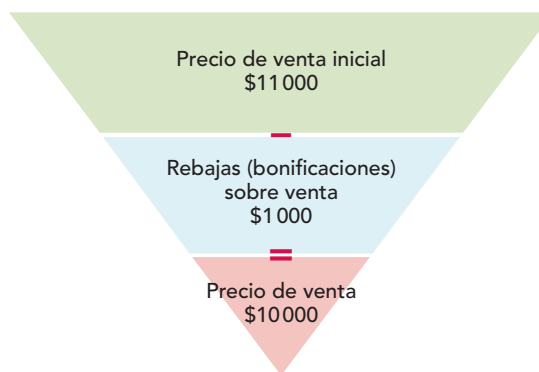 Precio de venta inicial
$11 000
Rebajas (bonificaciones)
sobre venta
$1 000
Precio de venta
$10 000